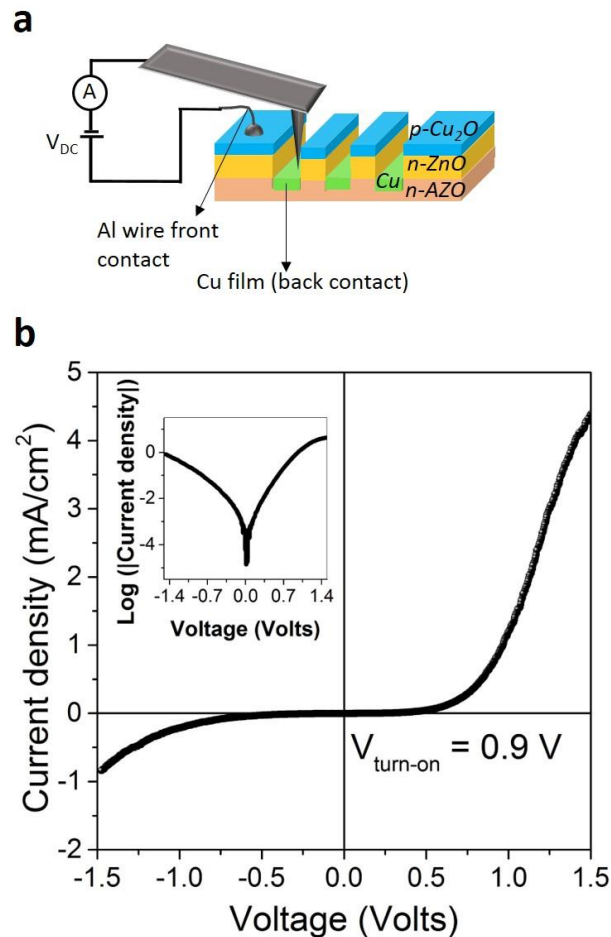 a
A
V_DC
p-Cu₂O
n-ZnO
Cu
n-AZO
Al wire front
contact
Cu film (back contact)
b
5
4
3
2
1
0
-1
-2
Current density (mA/cm²)
Log (|Current density|)
0
-2
-4
-1.4 -0.7 0.0 0.7 1.4
Voltage (Volts)
V_turn-on = 0.9 V
-1.5 -1.0 -0.5 0.0 0.5 1.0 1.5
Voltage (Volts)